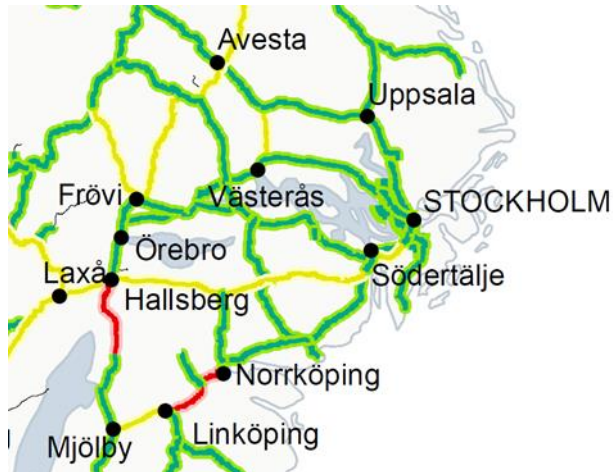 Avesta
Uppsala
Frövi
Västerås
STOCKHOLM
Örebro
Laxå
Hallsberg
Södertälje
Norrköping
Mjölby
Linköping